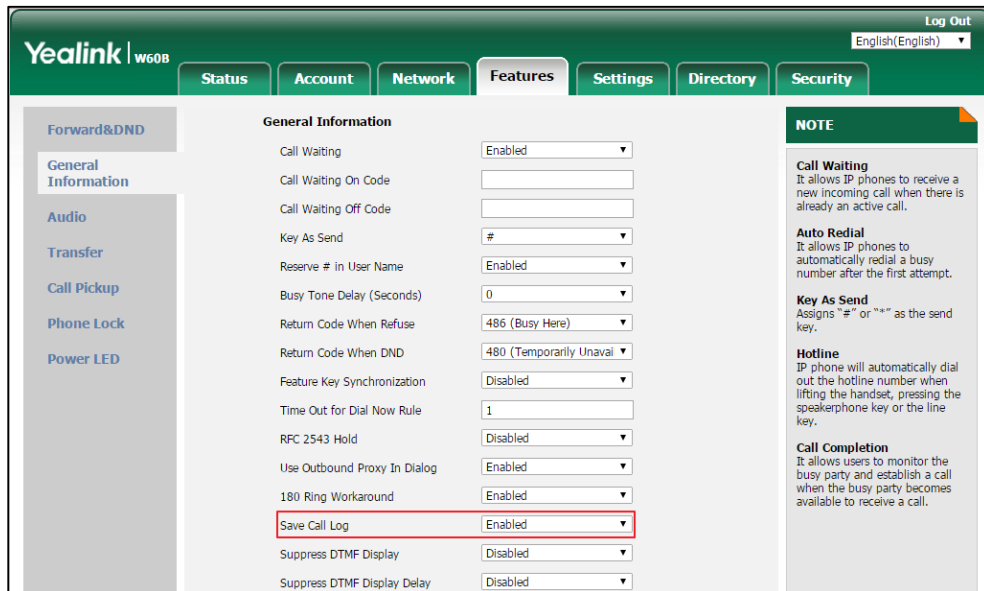 Log Out
English(English)
Yealink | W60B
Status Account Network Features Settings Directory Security
Forward&DND
General
Information
Audio
Transfer
Call Pickup
Phone Lock
Power LED
General Information
Call Waiting Enabled
Call Waiting On Code
Call Waiting Off Code
Key As Send #
Reserve # in User Name Enabled
Busy Tone Delay (Seconds) 0
Return Code When Refuse 486 (Busy Here)
Return Code When DND 480 (Temporarily Unavai
Feature Key Synchronization Disabled
Time Out for Dial Now Rule 1
RFC 2543 Hold Disabled
Use Outbound Proxy In Dialog Enabled
180 Ring Workaround Enabled
Save Call Log Enabled
Suppress DTMF Display Disabled
Suppress DTMF Display Delay Disabled
NOTE
Call Waiting
It allows IP phones to receive a
new incoming call when there is
already an active call.
Auto Redial
It allows IP phones to
automatically redial a busy
number after the first attempt.
Key As Send
Assigns "#" or "*" as the send
key.
Hotline
IP phone will automatically dial
out the hotline number when
lifting the handset, pressing the
speakerphone key or the line
key.
Call Completion
It allows users to monitor the
busy party and establish a call
when the busy party becomes
available to receive a call.